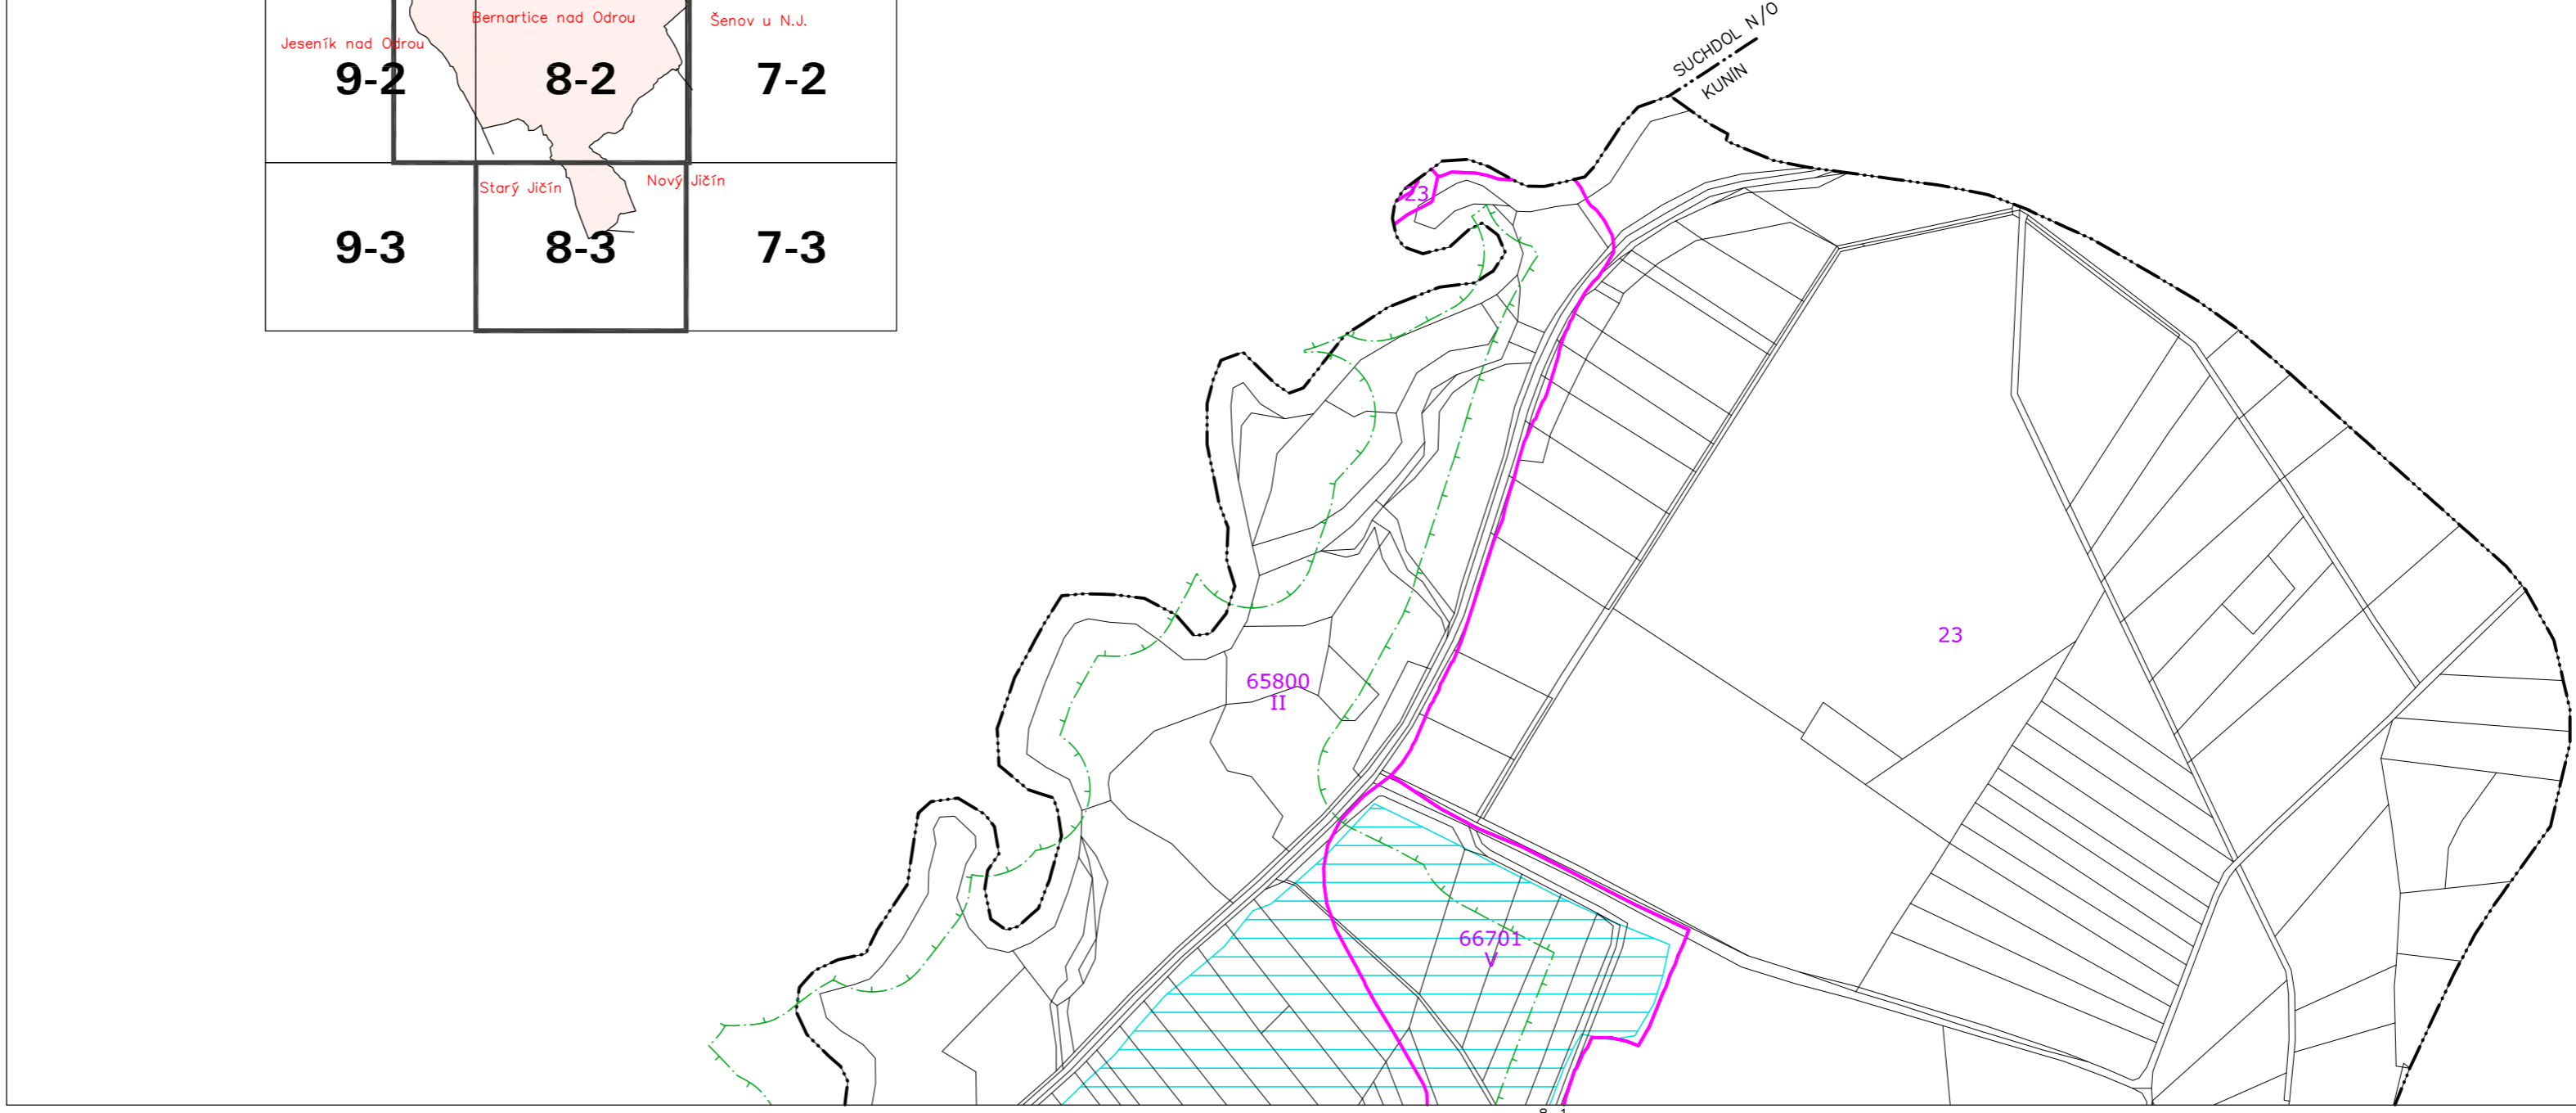 Bernartice nad Odrou
Šenov u N.J.
Jeseník nad Odrou
9-2
8-2
7-2
Starý Jičín
Nový Jičín
9-3
8-3
7-3
SUCHDOL N/O
KUNÍN
23
23
65800
II
66701
V